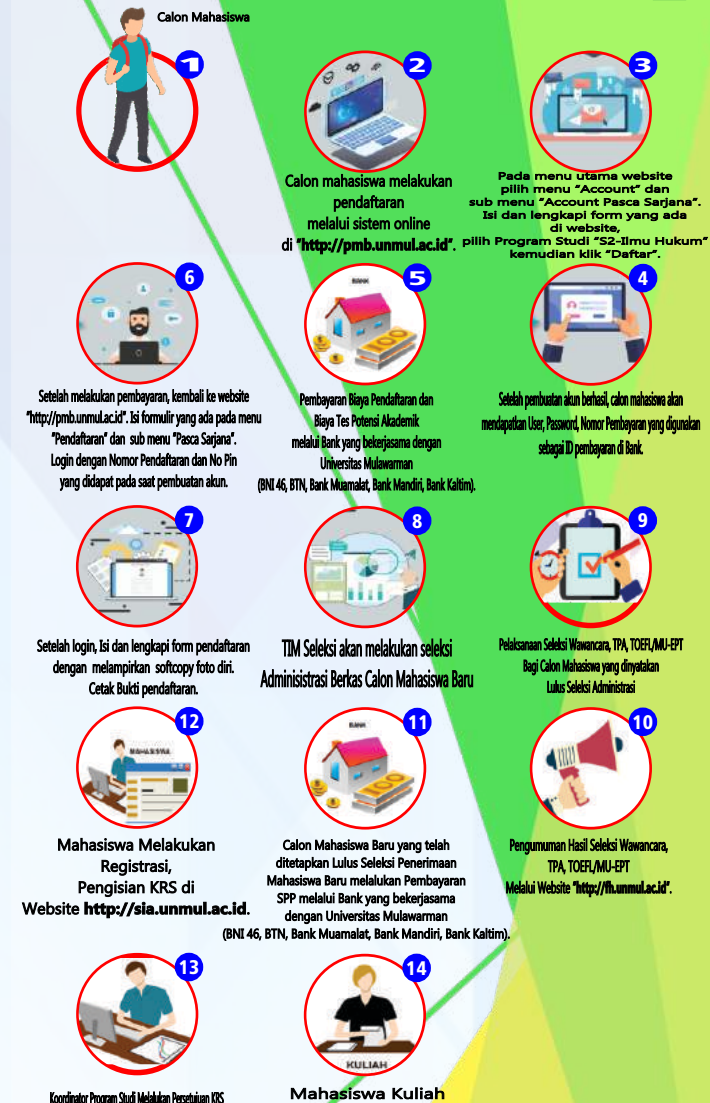 Calon Mahasiswa
1
2
Calon mahasiswa melakukan
pendaftaran
melalui sistem online
di "http://pmb.unmul.ac.id".
3
Pada menu utama website
pilih menu "Account" dan
sub menu "Account Pasca Sarjana".
Isi dan lengkapi form yang ada
di website,
pilih Program Studi "S2-Ilmu Hukum"
kemudian klik "Daftar".
4
Setelah pembuatan akun berhasil, calon mahasiswa akan
mendapatkan User, Password, Nomor Pembayaran yang digunakan
sebagai ID pembayaran di Bank.
5
BANK
Pembayaran Biaya Pendaftaran dan
Biaya Tes Potensi Akademik
melalui Bank yang bekerjasama dengan
Universitas Mulawarman
(BNI 46, BTN, Bank Muamalat, Bank Mandiri, Bank Kaltim).
6
Setelah melakukan pembayaran, kembali ke website
"http://pmb.unmul.ac.id". Isi formulir yang ada pada menu
"Pendaftaran" dan sub menu "Pasca Sarjana".
Login dengan Nomor Pendaftaran dan No Pin
yang didapat pada saat pembuatan akun.
7
Setelah login, Isi dan lengkapi form pendaftaran
dengan melampirkan softcopy foto diri.
Cetak Bukti pendaftaran.
8
TIM Seleksi akan melakukan seleksi
Adminisistrasi Berkas Calon Mahasiswa Baru
9
Pelaksanaan Seleksi Wawancara, TPA, TOEFL/MU-EPT
Bagi Calon Mahasiswa yang dinyatakan
Lulus Seleksi Administrasi
10
Pengumuman Hasil Seleksi Wawancara,
TPA, TOEFL/MU-EPT
Melalui Website "http://fh.unmul.ac.id".
11
BANK
Calon Mahasiswa Baru yang telah
ditetapkan Lulus Seleksi Penerimaan
Mahasiswa Baru melalukan Pembayaran
SPP melalui Bank yang bekerjasama
dengan Universitas Mulawarman
(BNI 46, BTN, Bank Muamalat, Bank Mandiri, Bank Kaltim).
12
MAHASISWA
Mahasiswa Melakukan
Registrasi,
Pengisian KRS di
Website http://sia.unmul.ac.id.
13
Koordinator Program Studi Melalukan Persetujuan KRS
14
KULIAH
Mahasiswa Kuliah